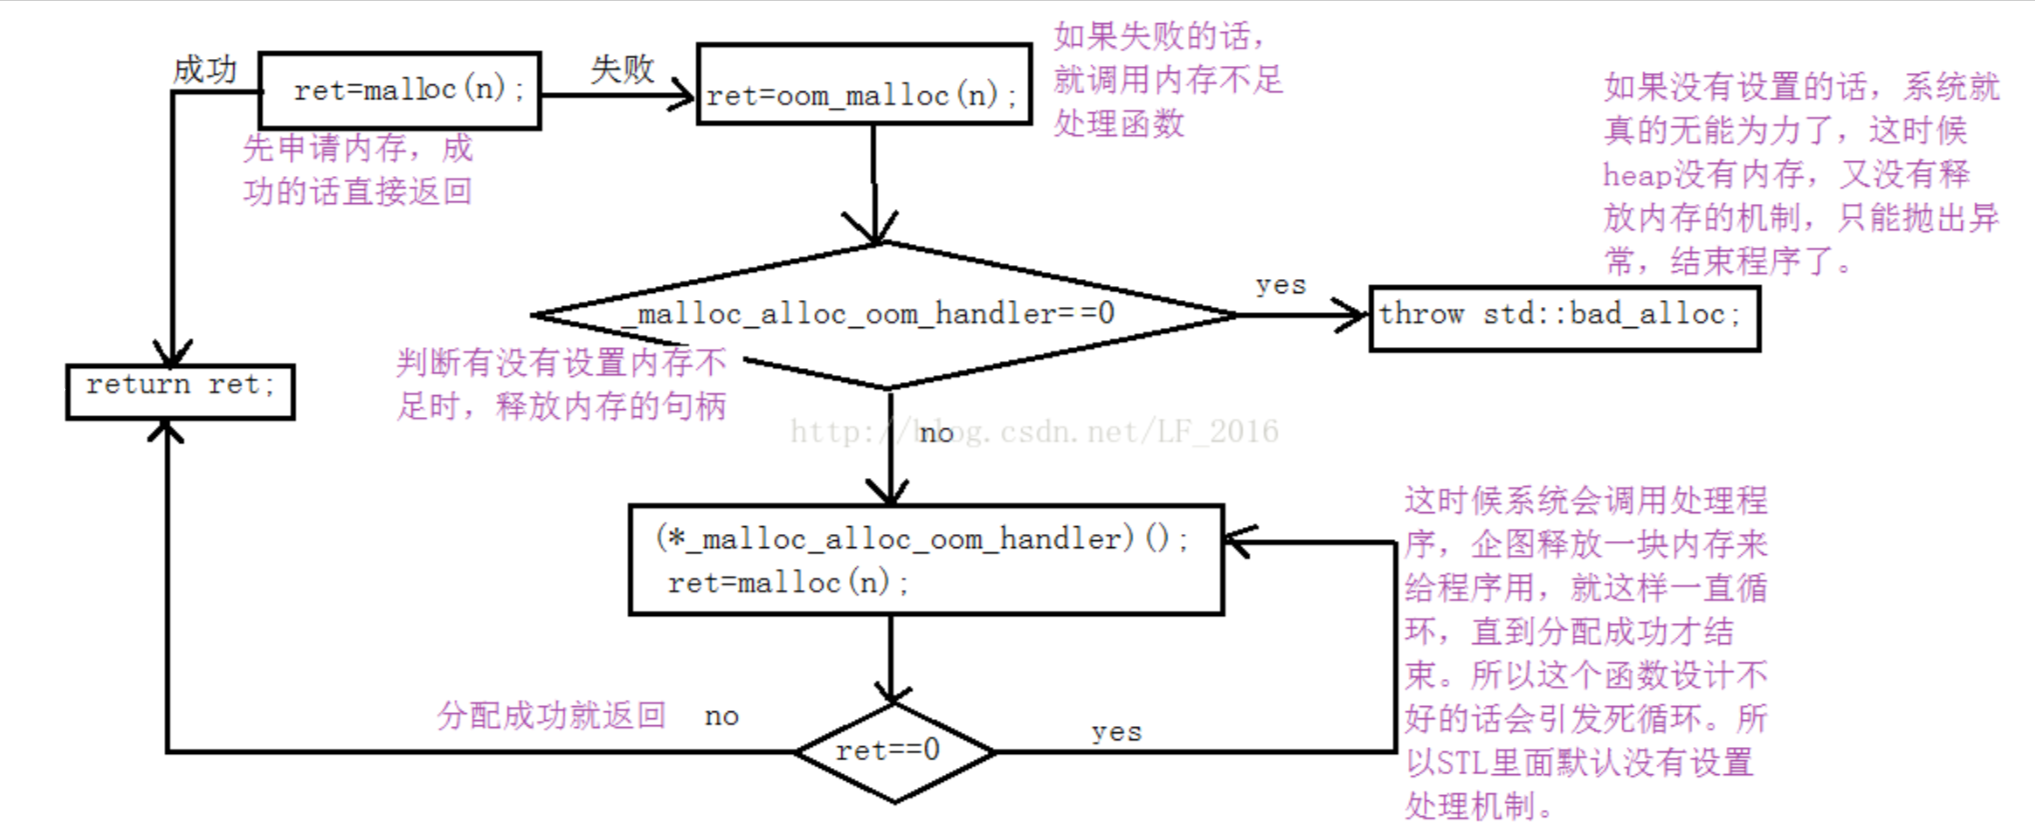 成功
ret=malloc(n);
失败
ret=oom_malloc(n);
如果失败的话，
就调用内存不足
处理函数
先申请内存，成
功的话直接返回
如果没有设置的话，系统就
真的无能为力了，这时候
heap没有内存，又没有释
放内存的机制，只能抛出异
常，结束程序了。
_malloc_alloc_oom_handler==0
yes
throw std::bad_alloc;
判断有没有设置内存不
足时，释放内存的句柄
return ret;
http://blog.csdn.net/LF_2016
no
(*_malloc_alloc_oom_handler)();
ret=malloc(n);
这时候系统会调用处理程
序，企图释放一块内存来
给程序用，就这样一直循
环，直到分配成功才结
束。所以这个函数设计不
好的话会引发死循环。所
以STL里面默认没有设置
处理机制。
分配成功就返回
no
ret==0
yes